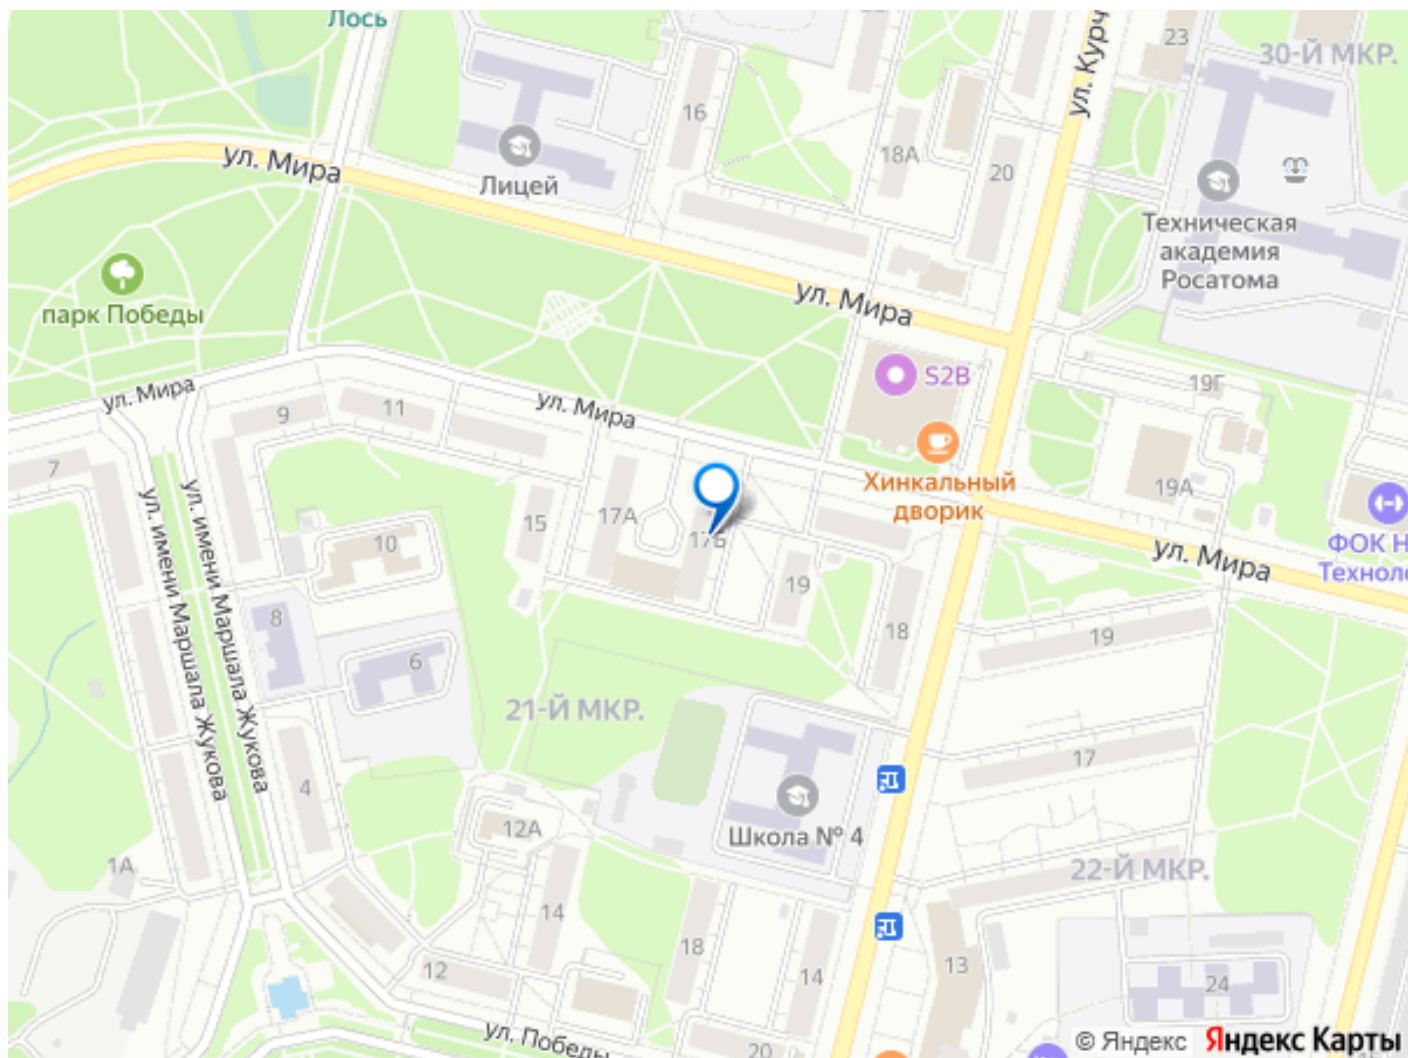 Лось
ул. Курч
23
30-Й МКР.
16
18А
20
ул. Мира
Лицей
Техническая
академия
Росатома
парк Победы
ул. Мира
S2B
19Г
ул. Мира
ул. Мира
9
11
Хинкальный
дворик
7
15
17А
17Б
19А
ФОК Н
Техноло
ул. Мира
10
19
18
19
8
6
ул. имени Маршала Жукова
ул. имени Маршала Жукова
21-Й МКР.
17
4
Школа № 4
12А
1А
22-Й МКР.
14
18
12
14
13
24
ул. Победы
20
© Яндекс Яндекс Карты